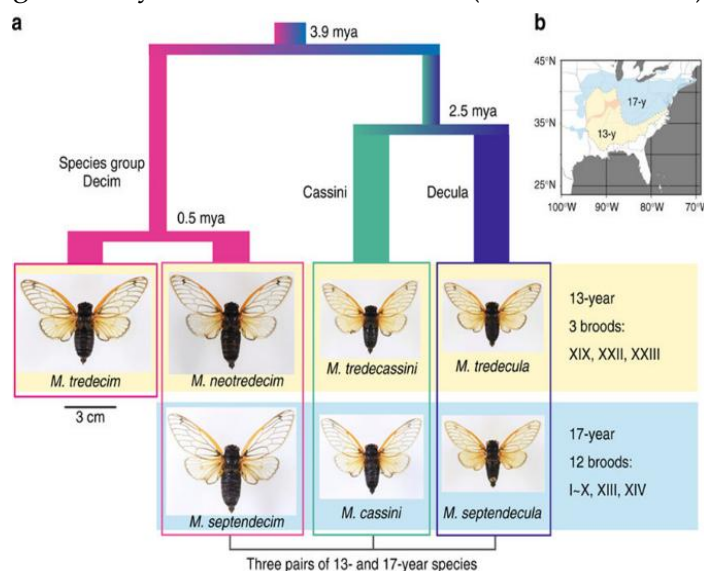 a
3.9 mya
b
45°N
17-y
35°N
13-y
25°N
100°W 90°W 80°W 70°W
2.5 mya
Species group
Decim
Cassini
Decula
0.5 mya
M. tredecim
M. neotredecim
M. tredecassini
M. tredecula
13-year
3 broods:
XIX, XXII, XXIII
3 cm
M. septendecim
M. cassini
M. septendecula
17-year
12 broods:
I~X, XIII, XIV
Three pairs of 13- and 17-year species